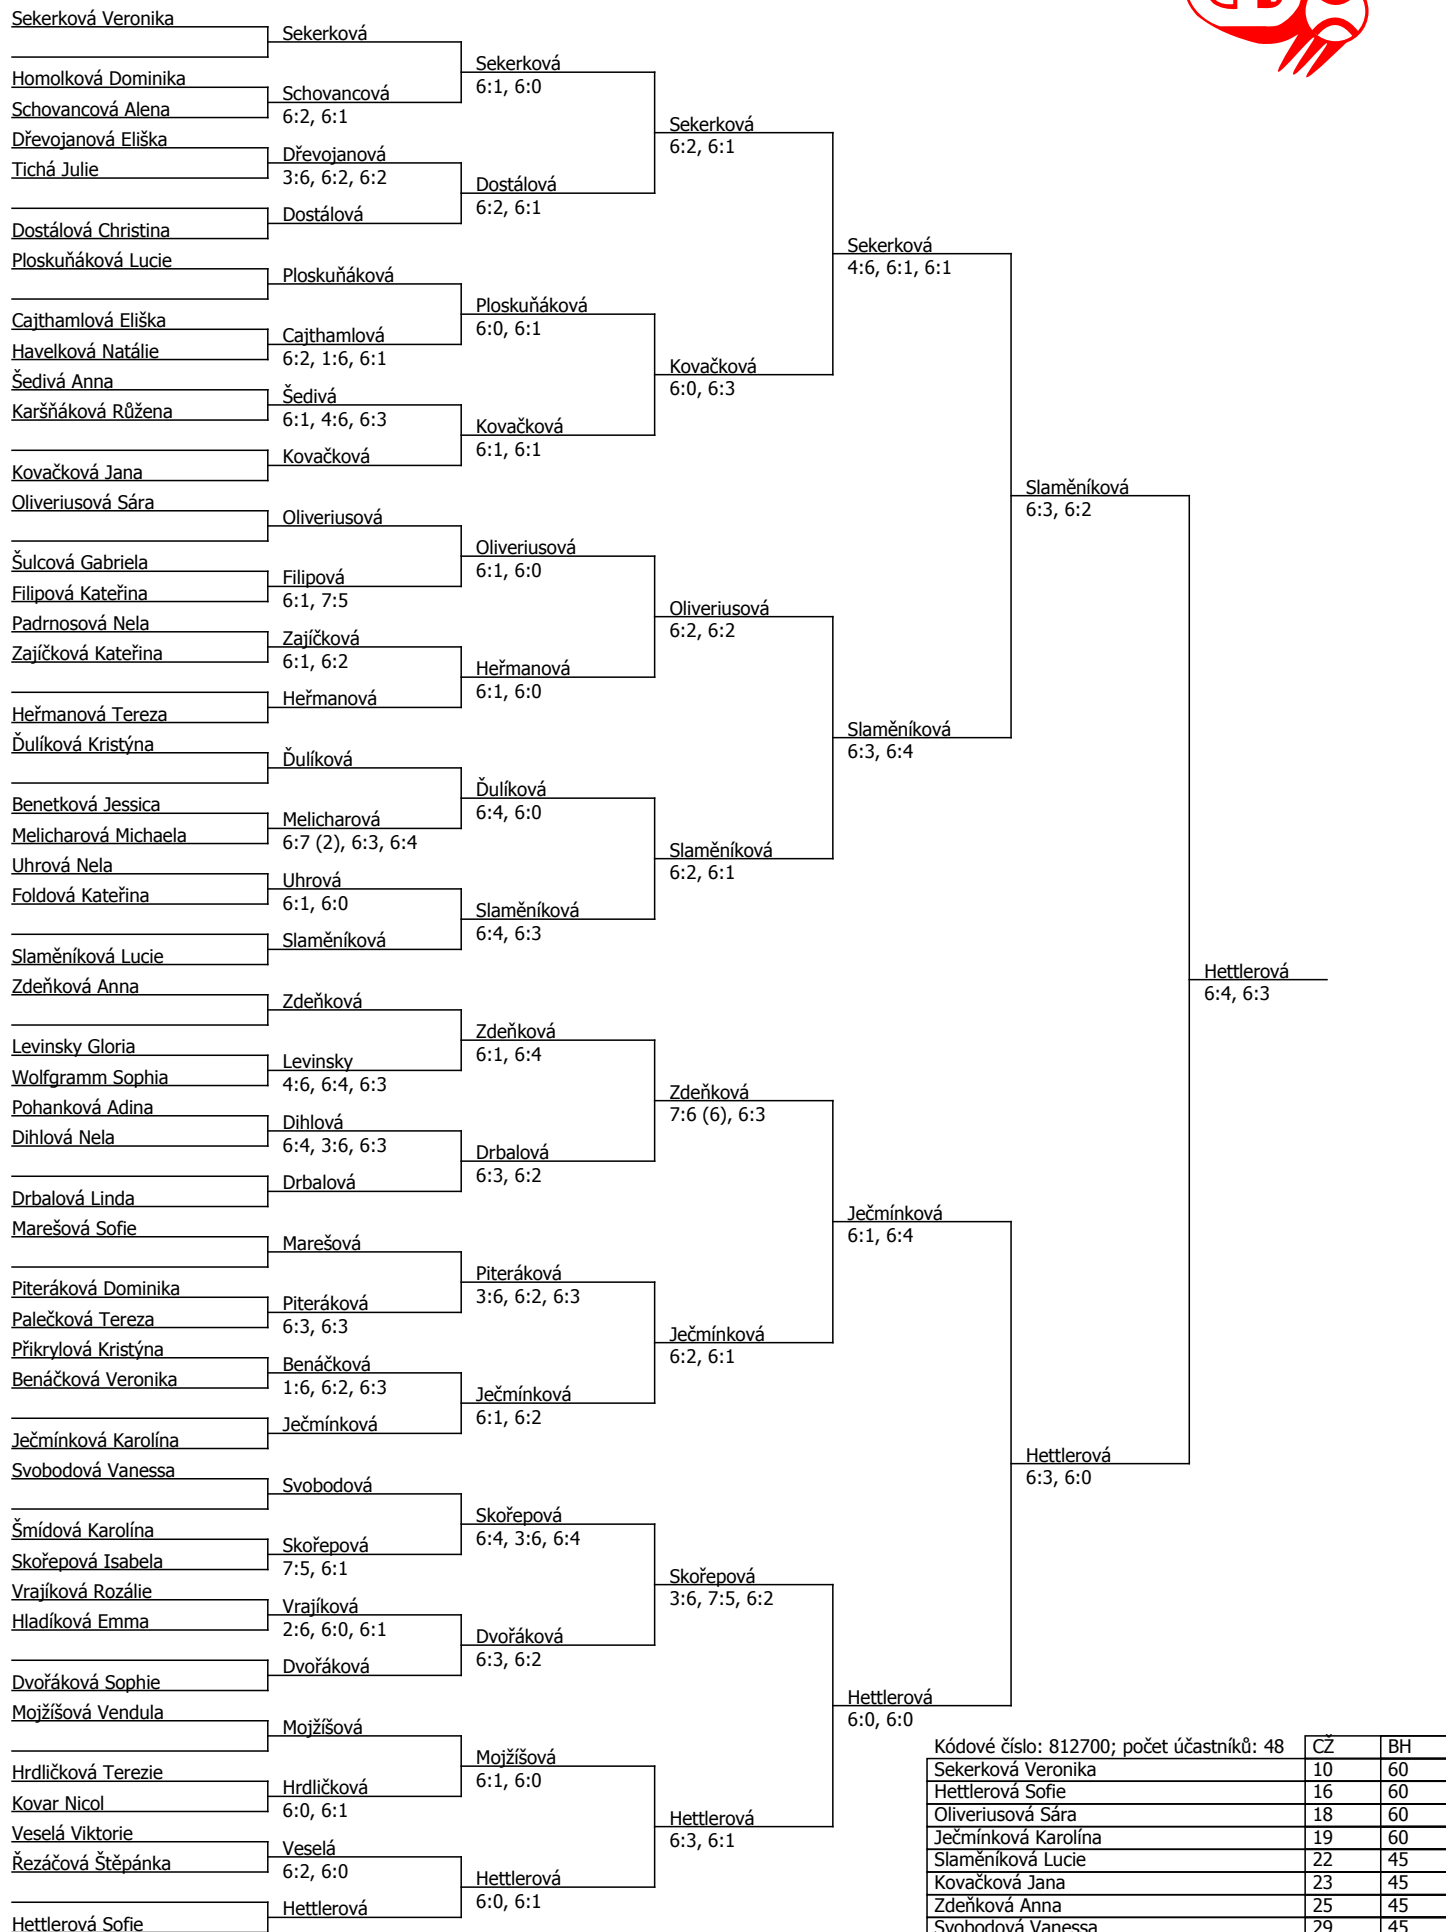 Sekerková Veronika
Homolková Dominika
Schovancová Alena
Dřevojanová Eliška
Tichá Julie
Dostálová Christina
Ploskuňáková Lucie
Cajthamlová Eliška
Havelková Natálie
Šedivá Anna
Karšňáková Růžena
Kovačková Jana
Oliveriusová Sára
Šulcová Gabriela
Filipová Kateřina
Padrnosová Nela
Zajíčková Kateřina
Heřmanová Tereza
Ďulíková Kristýna
Benetková Jessica
Melicharová Michaela
Uhrová Nela
Foldová Kateřina
Slaměníková Lucie
Zdeňková Anna
Levinsky Gloria
Wolfgramm Sophia
Pohanková Adina
Dihlová Nela
Drbalová Linda
Marešová Sofie
Piteráková Dominika
Palečková Tereza
Přikrylová Kristýna
Benáčková Veronika
Ječmínková Karolína
Svobodová Vanessa
Šmídová Karolína
Skořepová Isabela
Vrajíková Rozálie
Hladíková Emma
Dvořáková Sophie
Mojžíšová Vendula
Hrdličková Terezie
Kovar Nicol
Veselá Viktorie
Řezáčová Štěpánka
Hettlerová Sofie
Sekerková
Schovancová
6:2, 6:1
Dřevojanová
3:6, 6:2, 6:2
Dostálová
Ploskuňáková
Cajthamlová
6:2, 1:6, 6:1
Šedivá
6:1, 4:6, 6:3
Kovačková
Oliveriusová
Filipová
6:1, 7:5
Zajíčková
6:1, 6:2
Heřmanová
Ďulíková
Melicharová
6:7 (2), 6:3, 6:4
Uhrová
6:1, 6:0
Slaměníková
Zdeňková
Levinsky
4:6, 6:4, 6:3
Dihlová
6:4, 3:6, 6:3
Drbalová
Marešová
Piteráková
6:3, 6:3
Benáčková
1:6, 6:2, 6:3
Ječmínková
Svobodová
Skořepová
7:5, 6:1
Vrajíková
2:6, 6:0, 6:1
Dvořáková
Mojžíšová
Hrdličková
6:0, 6:1
Veselá
6:2, 6:0
Hettlerová
Sekerková
6:1, 6:0
Dostálová
6:2, 6:1
Ploskuňáková
6:0, 6:1
Kovačková
6:1, 6:1
Oliveriusová
6:1, 6:0
Heřmanová
6:1, 6:0
Ďulíková
6:4, 6:0
Slaměníková
6:4, 6:3
Zdeňková
6:1, 6:4
Drbalová
6:3, 6:2
Piteráková
3:6, 6:2, 6:3
Ječmínková
6:1, 6:2
Skořepová
6:4, 3:6, 6:4
Dvořáková
6:3, 6:2
Mojžíšová
6:1, 6:0
Hettlerová
6:0, 6:1
Sekerková
6:2, 6:1
Kovačková
6:0, 6:3
Oliveriusová
6:2, 6:2
Slaměníková
6:2, 6:1
Zdeňková
7:6 (6), 6:3
Ječmínková
6:2, 6:1
Skořepová
3:6, 7:5, 6:2
Hettlerová
6:3, 6:1
Sekerková
4:6, 6:1, 6:1
Slaměníková
6:3, 6:4
Ječmínková
6:1, 6:4
Hettlerová
6:0, 6:0
Slaměníková
6:3, 6:2
Hettlerová
6:3, 6:0
Hettlerová
6:4, 6:3
Kódové číslo: 812700; počet účastníků: 48 CŽ BH
Sekerková Veronika 10 60
Hettlerová Sofie 16 60
Oliveriusová Sára 18 60
Ječmínková Karolína 19 60
Slaměníková Lucie 22 45
Kovačková Jana 23 45
Zdeňková Anna 25 45
Svobodová Vanessa 29 45